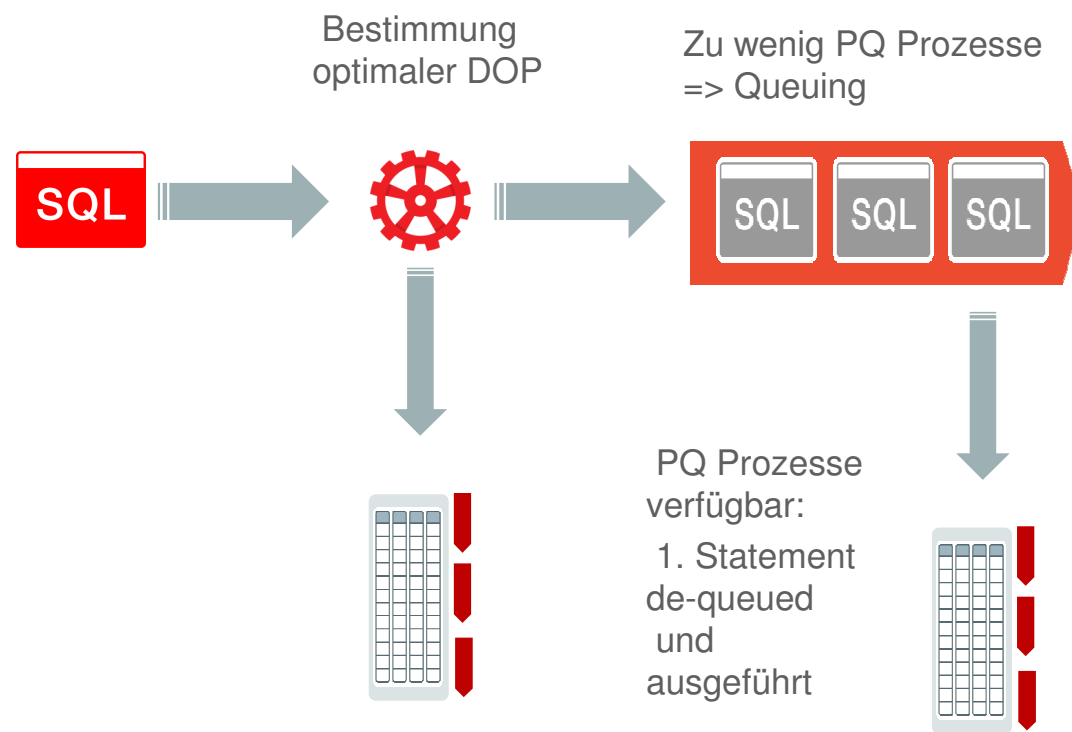 Bestimmung
optimaler DOP
Zu wenig PQ Prozesse
=> Queuing
SQL
SQL
SQL
SQL
PQ Prozesse
verfügbar:
1. Statement
de-queued
und
ausgeführt